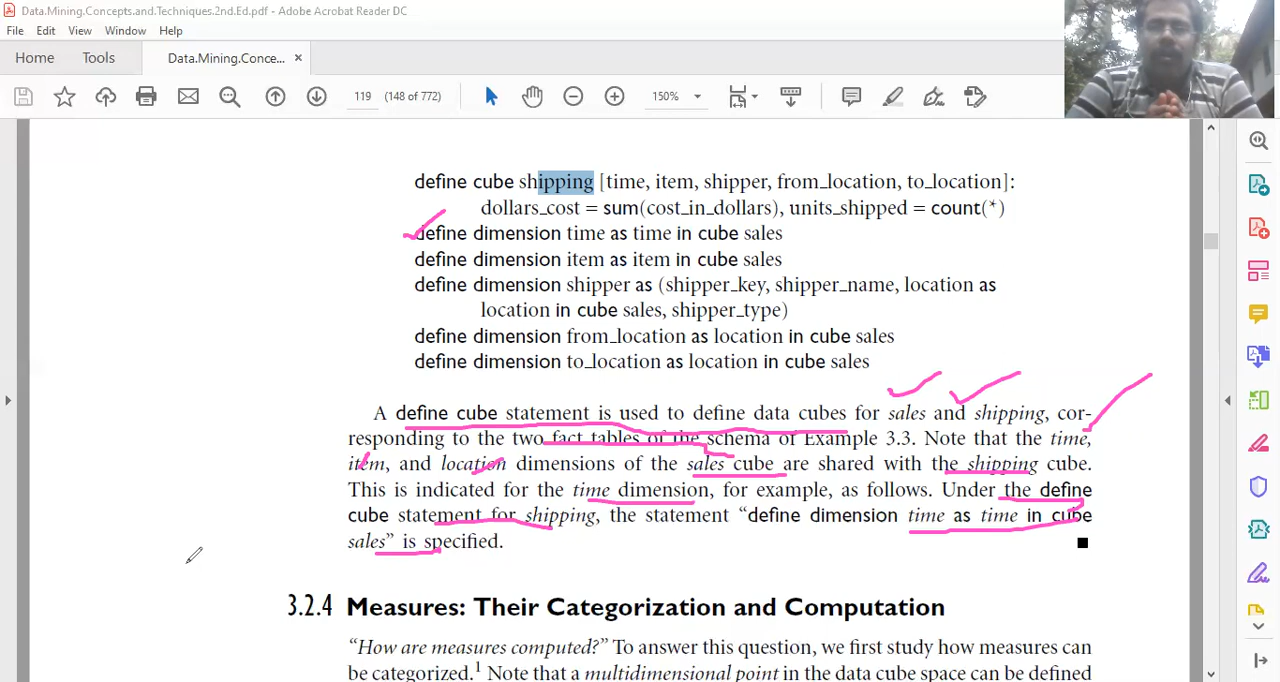 Data.Mining.Concepts.and.Techniques.2nd.Ed.pdf - Adobe Acrobat Reader DC
File Edit View Window Help
Home Tools Data.Mining.Conce... ×
119 (148 of 772) 150%
define cube shipping [time, item, shipper, from_location, to_location]:
dollars_cost = sum(cost_in_dollars), units_shipped = count(*)
define dimension time as time in cube sales
define dimension item as item in cube sales
define dimension shipper as (shipper_key, shipper_name, location as
location in cube sales, shipper_type)
define dimension from_location as location in cube sales
define dimension to_location as location in cube sales
A define cube statement is used to define data cubes for sales and shipping, cor-
responding to the two fact tables of the schema of Example 3.3. Note that the time,
item, and location dimensions of the sales cube are shared with the shipping cube.
This is indicated for the time dimension, for example, as follows. Under the define
cube statement for shipping, the statement “define dimension time as time in cube
sales” is specified.
3.2.4 Measures: Their Categorization and Computation
“How are measures computed?” To answer this question, we first study how measures
can be categorized.1 Note that a multidimensional point in the data cube space can be defined